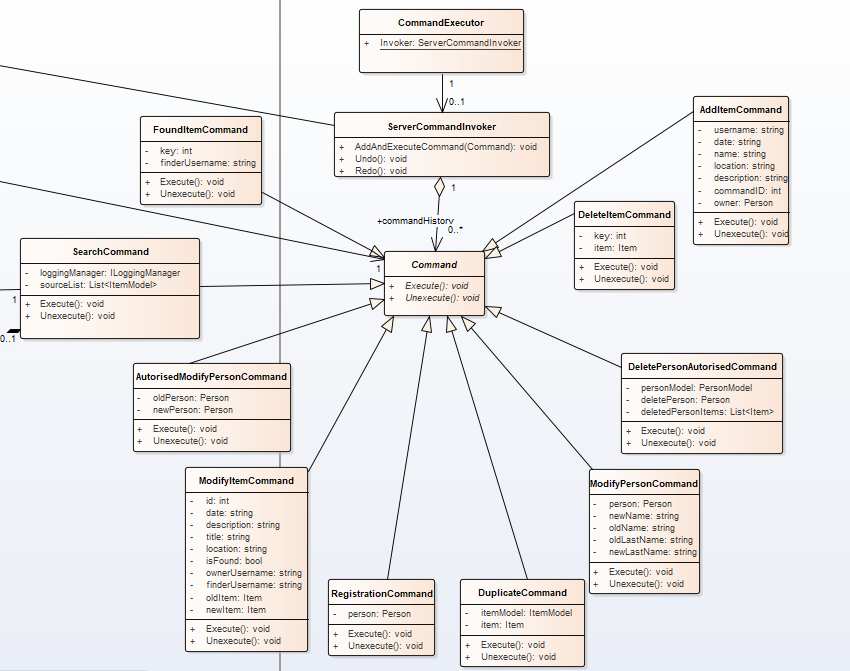 CommandExecutor
+ Invoker: ServerCommandInvoker
1
0..1
ServerCommandInvoker
+ AddAndExecuteCommand(Command): void
+ Undo(): void
+ Redo(): void
1
+commandHistory
0..*
FoundItemCommand
- key: int
- finderUsername: string
+ Execute(): void
+ Unexecute(): void
AddItemCommand
- username: string
- date: string
- name: string
- location: string
- description: string
- commandID: int
- owner: Person
+ Execute(): void
+ Unexecute(): void
DeleteItemCommand
- key: int
- item: Item
+ Execute(): void
+ Unexecute(): void
SearchCommand
- loggingManager: ILoggingManager
- sourceList: List<ItemModel>
+ Execute(): void
+ Unexecute(): void
1
0..1
1
Command
+ Execute(): void
+ Unexecute(): void
AutorisedModifyPersonCommand
- oldPerson: Person
- newPerson: Person
+ Execute(): void
+ Unexecute(): void
DeletePersonAutorisedCommand
- personModel: PersonModel
- deletePerson: Person
- deletedPersonItems: List<Item>
+ Execute(): void
+ Unexecute(): void
ModifyItemCommand
- id: int
- date: string
- description: string
- title: string
- location: string
- isFound: bool
- ownerUsername: string
- finderUsername: string
- oldItem: Item
- newItem: Item
+ Execute(): void
+ Unexecute(): void
ModifyPersonCommand
- person: Person
- newName: string
- oldName: string
- oldLastName: string
- newLastName: string
+ Execute(): void
+ Unexecute(): void
RegistrationCommand
- person: Person
+ Execute(): void
+ Unexecute(): void
DuplicateCommand
- itemModel: ItemModel
- item: Item
+ Execute(): void
+ Unexecute(): void